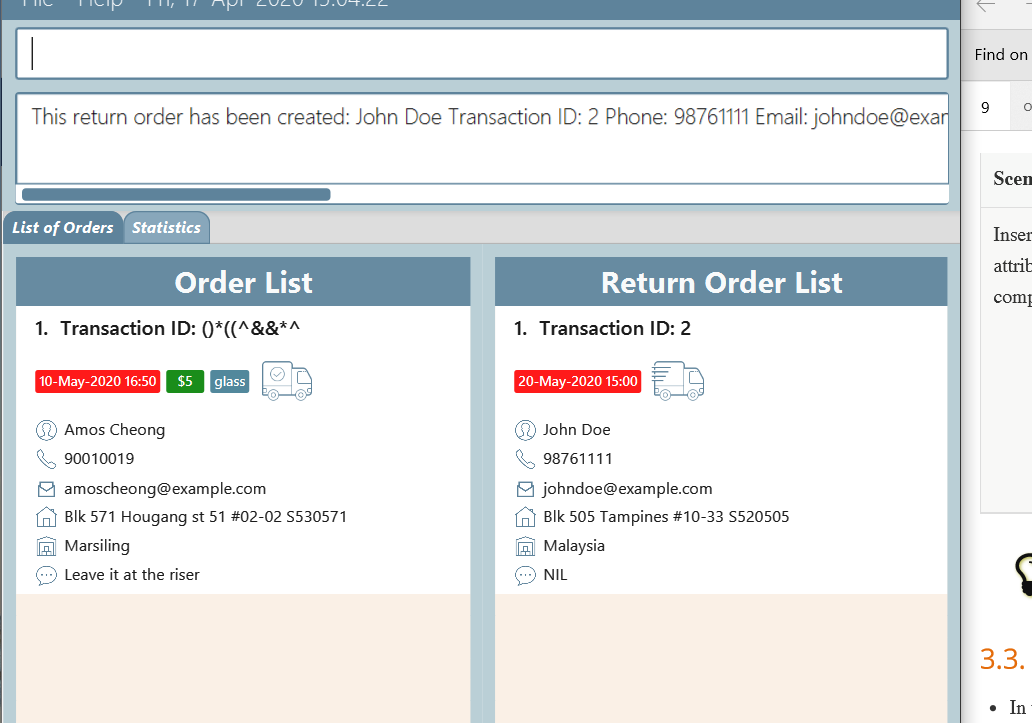 File Help Fri, 17 Apr 2020 15:04:22
This return order has been created: John Doe Transaction ID: 2 Phone: 98761111 Email: johndoe@exar
List of Orders
Statistics
Order List
1. Transaction ID: ()*((^&&*^
10-May-2020 16:50 $5 glass
Amos Cheong
90010019
amoscheong@example.com
Blk 571 Hougang st 51 #02-02 S530571
Marsiling
Leave it at the riser
Return Order List
1. Transaction ID: 2
20-May-2020 15:00
John Doe
98761111
johndoe@example.com
Blk 505 Tampines #10-33 S520505
Malaysia
NIL
Find on
9
Scen
Inser
attrib
comp
3.3.
• In